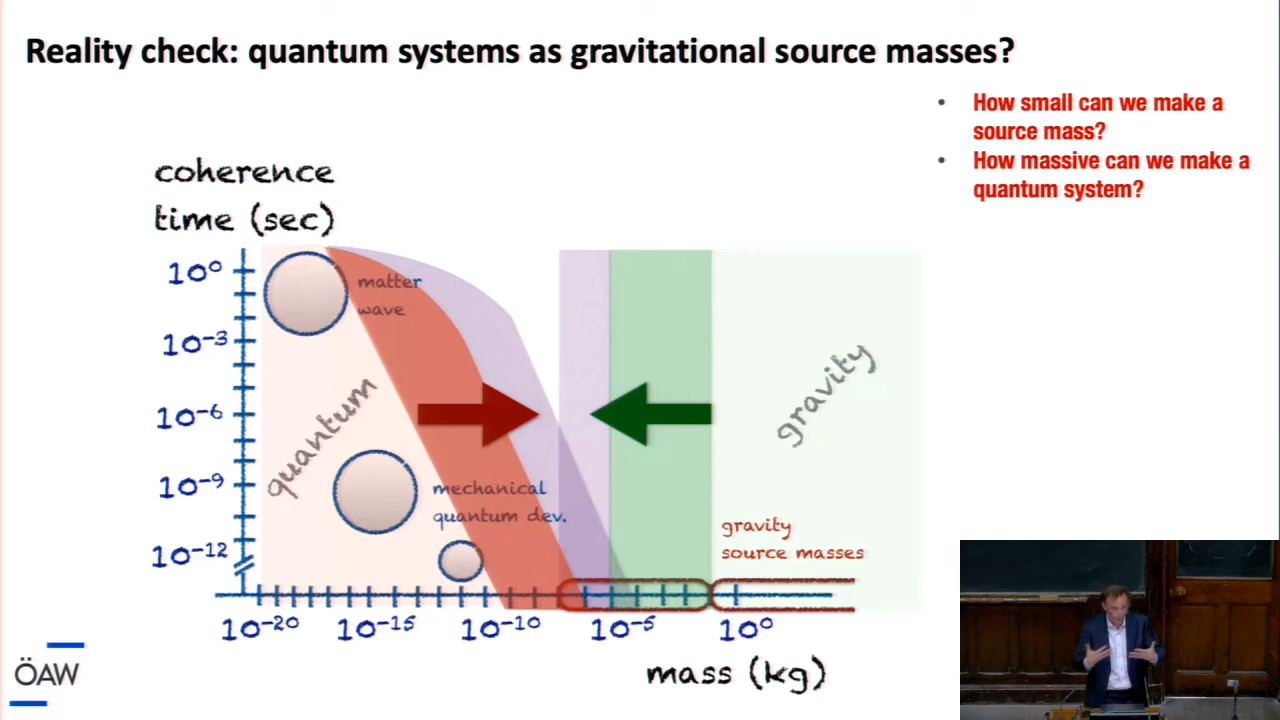 Reality check: quantum systems as gravitational source masses?
• How small can we make a
source mass?
• How massive can we make a
quantum system?
coherence
time (sec)
10⁰
10⁻³
10⁻⁶
10⁻⁹
10⁻¹²
matter
wave
quantum
mechanical
quantum dev.
gravity
gravity
source masses
10⁻²⁰
10⁻¹⁵
10⁻¹⁰
10⁻⁵
10⁰
mass (kg)
ÖAW